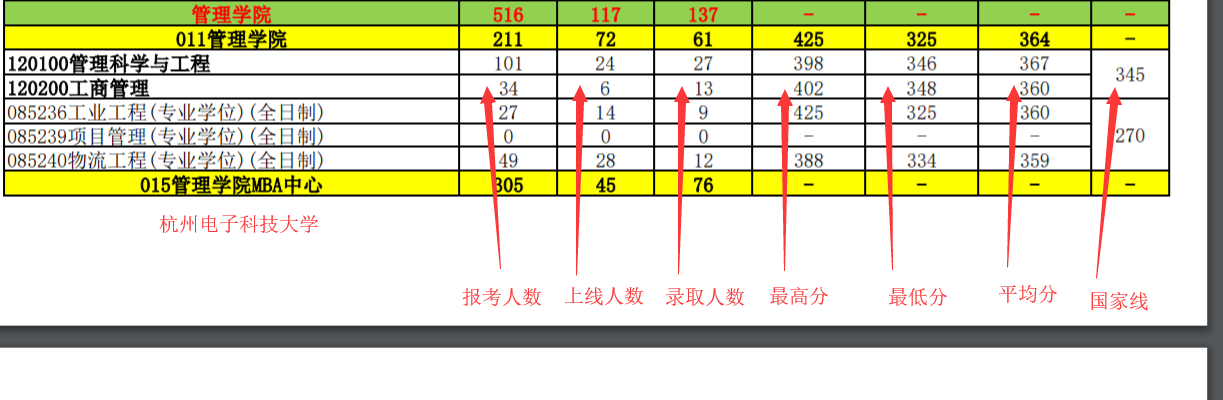 管理学院 516 117 137 － － － －
011管理学院 211 72 61 425 325 364 －
120100管理科学与工程 101 24 27 398 346 367 345
120200工商管理 34 6 13 402 348 360
085236工业工程(专业学位)(全日制) 27 14 9 425 325 360 270
085239项目管理(专业学位)(全日制) 0 0 0 － － －
085240物流工程(专业学位)(全日制) 49 28 12 388 334 359
015管理学院MBA中心 305 45 76 － － － －
杭州电子科技大学
报考人数 上线人数 录取人数 最高分 最低分 平均分 国家线